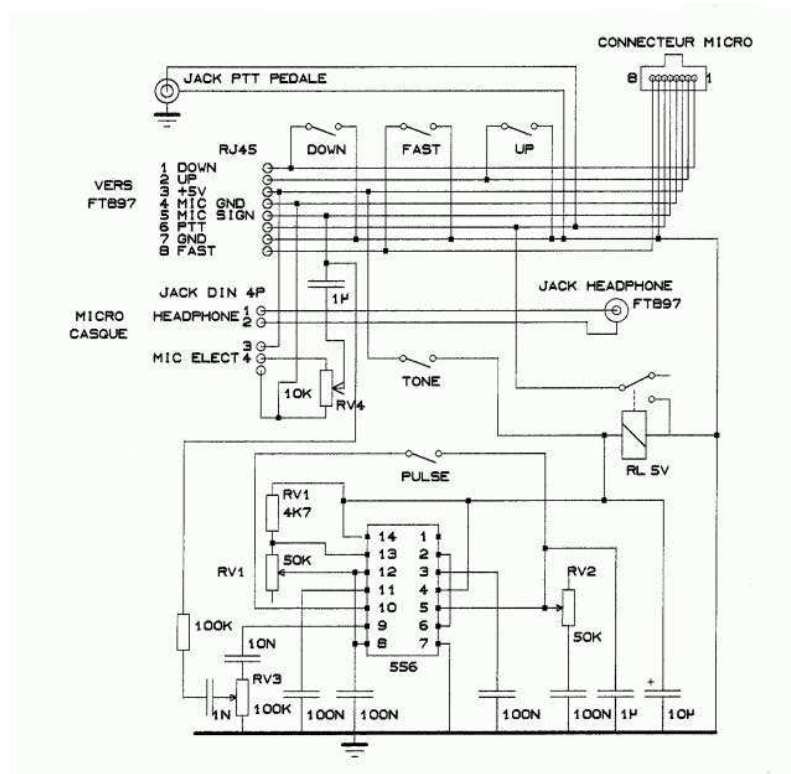 CONNECTEUR MICRO
JACK PTT PEDALE
8 1
RJ45
DOWN FAST UP
VERS FT897
1 DOWN
2 UP
3 +5V
4 MIC GND
5 MIC SIGN
6 PTT
7 GND
8 FAST
JACK DIN 4P
1µ
JACK HEADPHONE
FT897
MICRO CASQUE
HEADPHONE 1
2
3
MIC ELECT 4
TONE
10K
RV4
RL 5V
PULSE
RV1
4K7
RV1
50K
14 1
13 2
12 3
11 4
10 5
9 6
8 7
556
RV2
50K
100K
10N
RV3
100K
1N
100N
100N
100N
100N
1µ
+
10µ